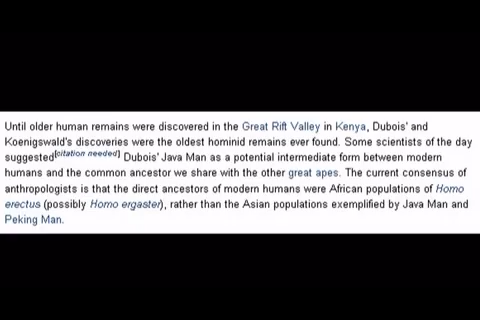 Until older human remains were discovered in the Great Rift Valley in Kenya, Dubois' and
Koenigswald's discoveries were the oldest hominid remains ever found. Some scientists of the day
suggested[citation needed] Dubois' Java Man as a potential intermediate form between modern
humans and the common ancestor we share with the other great apes. The current consensus of
anthropologists is that the direct ancestors of modern humans were African populations of Homo
erectus (possibly Homo ergaster), rather than the Asian populations exemplified by Java Man and
Peking Man.